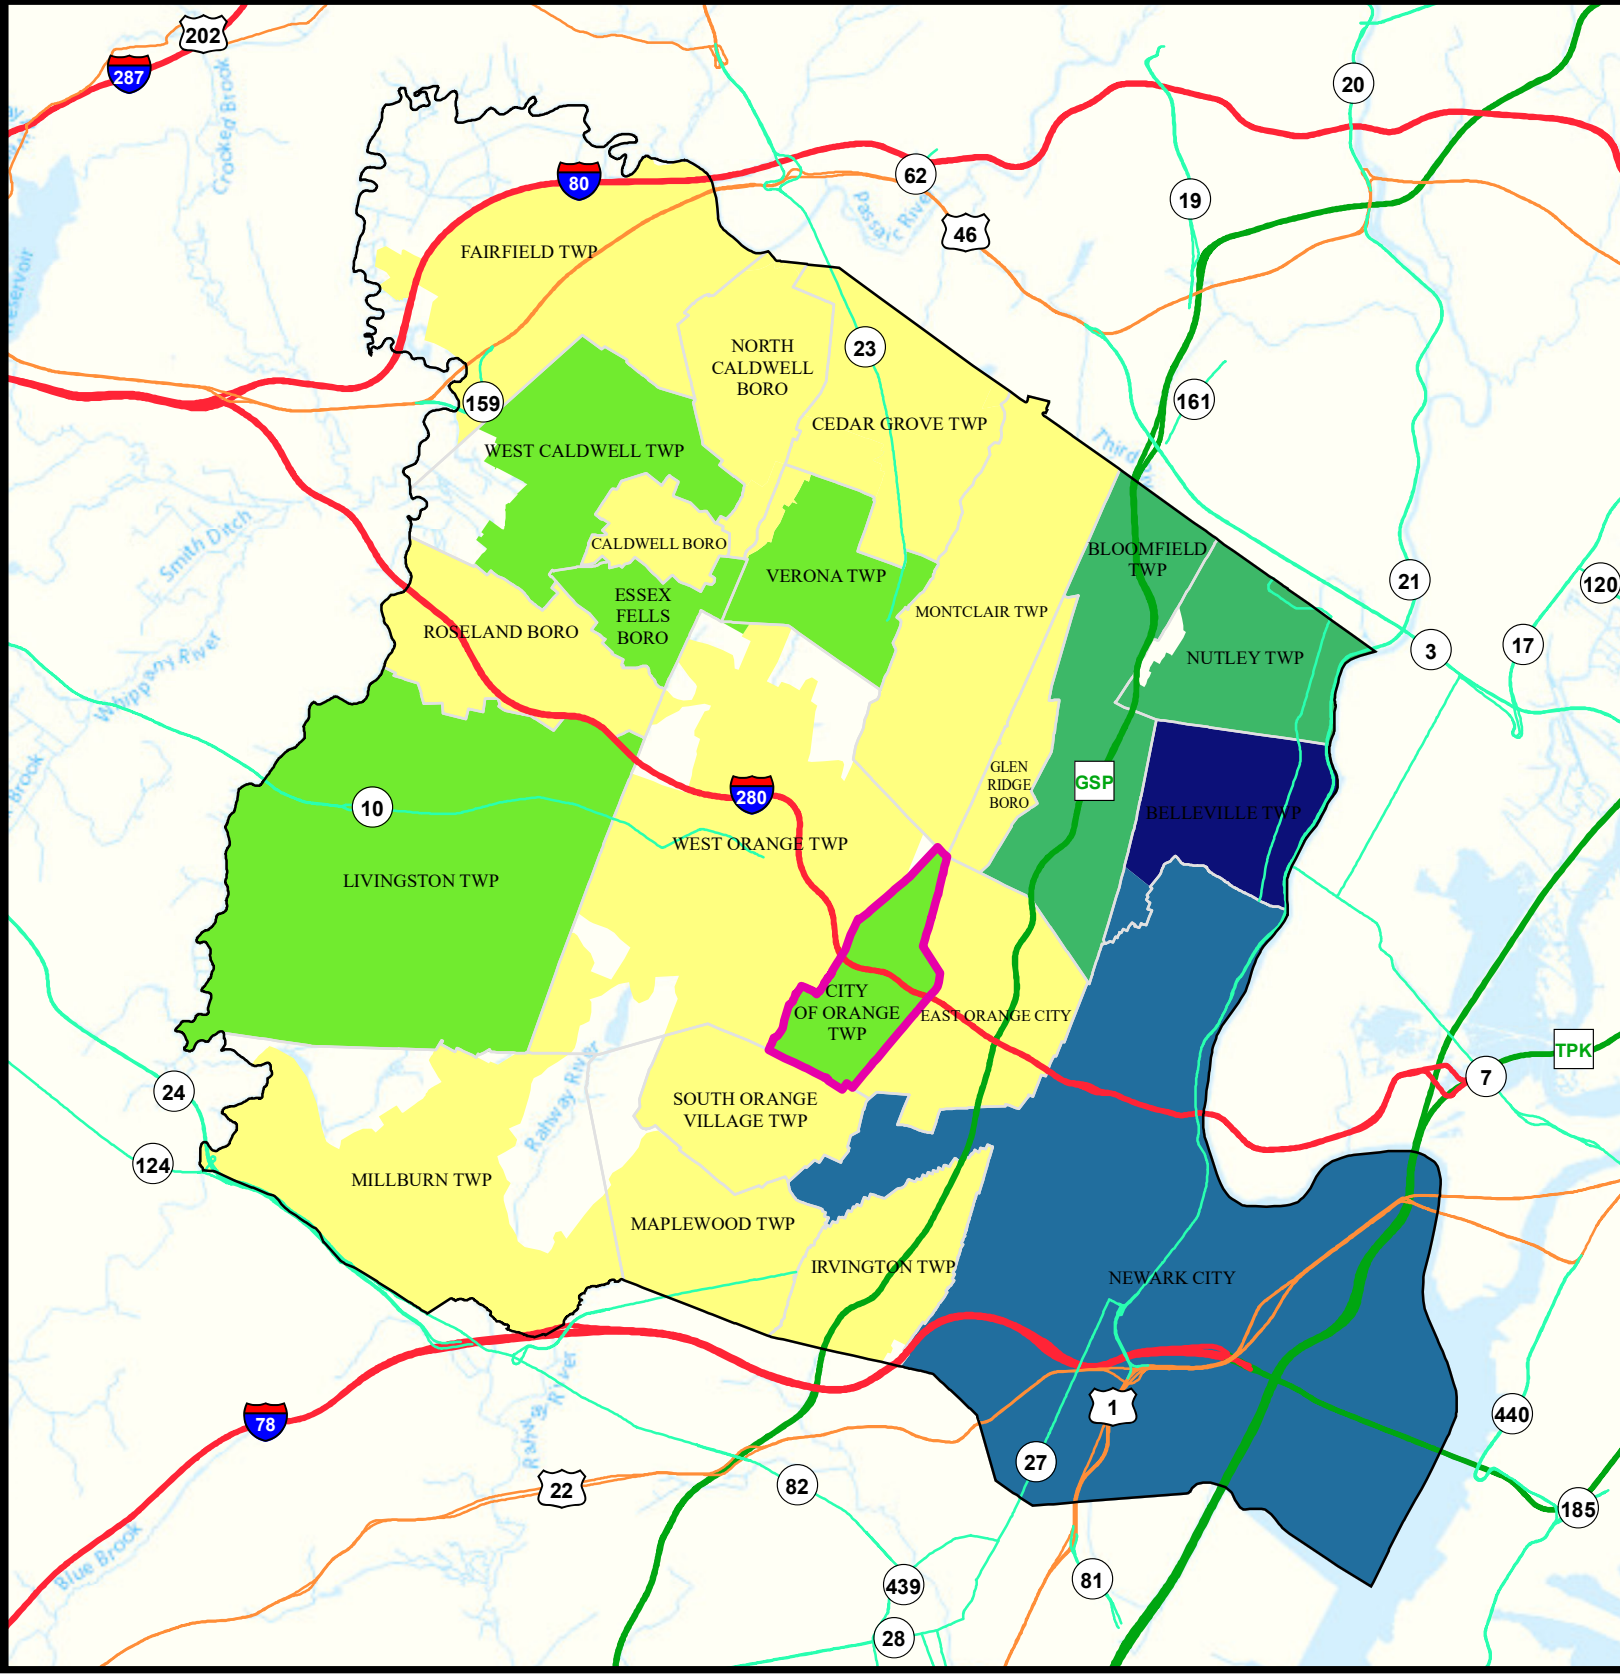 202
287
Crooked Brook
80
62
Passaic River
46
20
19
FAIRFIELD TWP
Reservoir
NORTH
CALDWELL
BORO
23
159
161
CEDAR GROVE TWP
WEST CALDWELL TWP
Smith Ditch
CALDWELL BORO
BLOOMFIELD
TWP
VERONA TWP
21
120
ESSEX
FELLS
BORO
MONTCLAIR TWP
ROSELAND BORO
3
17
Whippany River
NUTLEY TWP
Brook
GLEN
RIDGE
BORO
GSP
280
10
BELLEVILLE TWP
WEST ORANGE TWP
LIVINGSTON TWP
CITY
OF ORANGE
TWP
EAST ORANGE CITY
TPK
7
24
Rahway River
SOUTH ORANGE
VILLAGE TWP
124
MILLBURN TWP
MAPLEWOOD TWP
IRVINGTON TWP
NEWARK CITY
78
1
440
River
27
22
82
185
Blue Brook
439
81
28